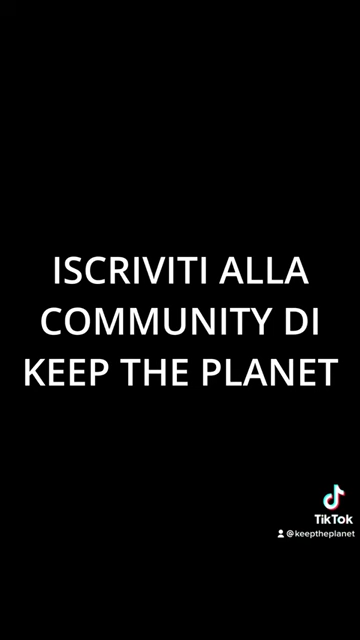 ISCRIVITI ALLA
COMMUNITY DI
KEEP THE PLANET
TikTok
@keeptheplanet